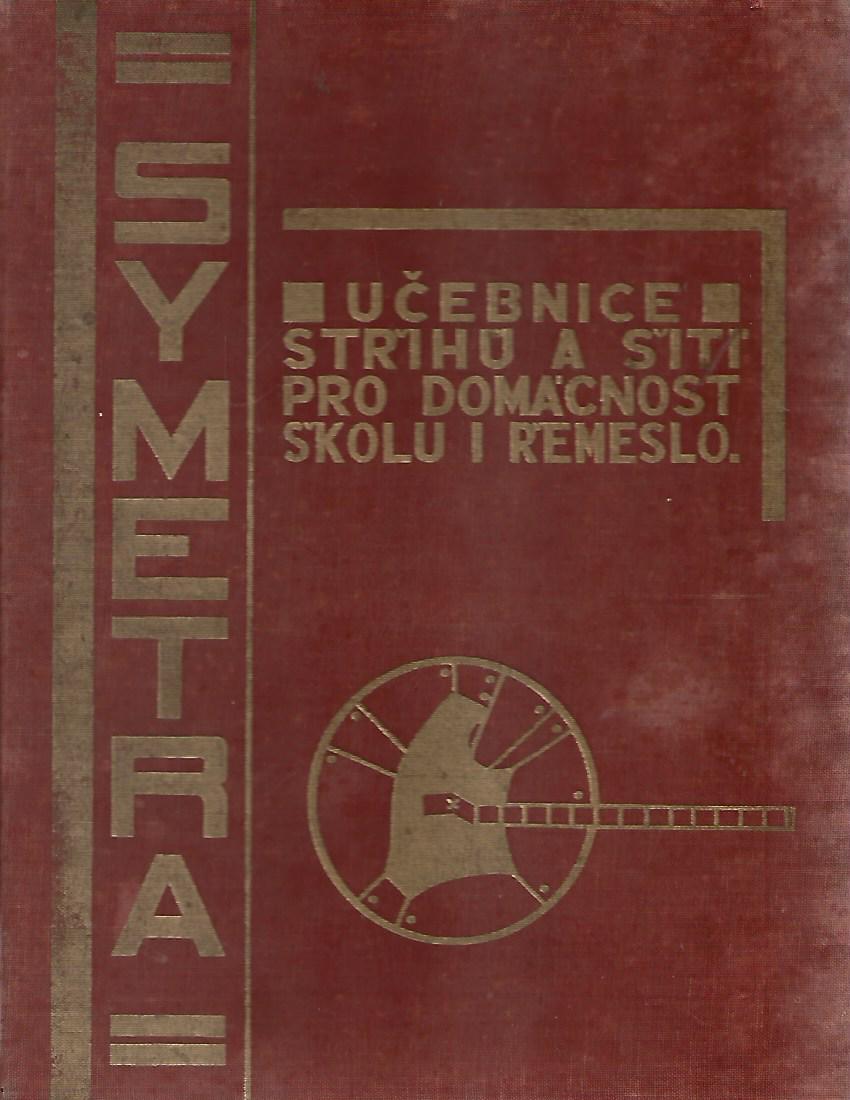 SYMETRA
UČEBNICE
STŘIHŮ A ŠITÍ
PRO DOMÁCNOST
ŠKOLU I ŘEMESLO.